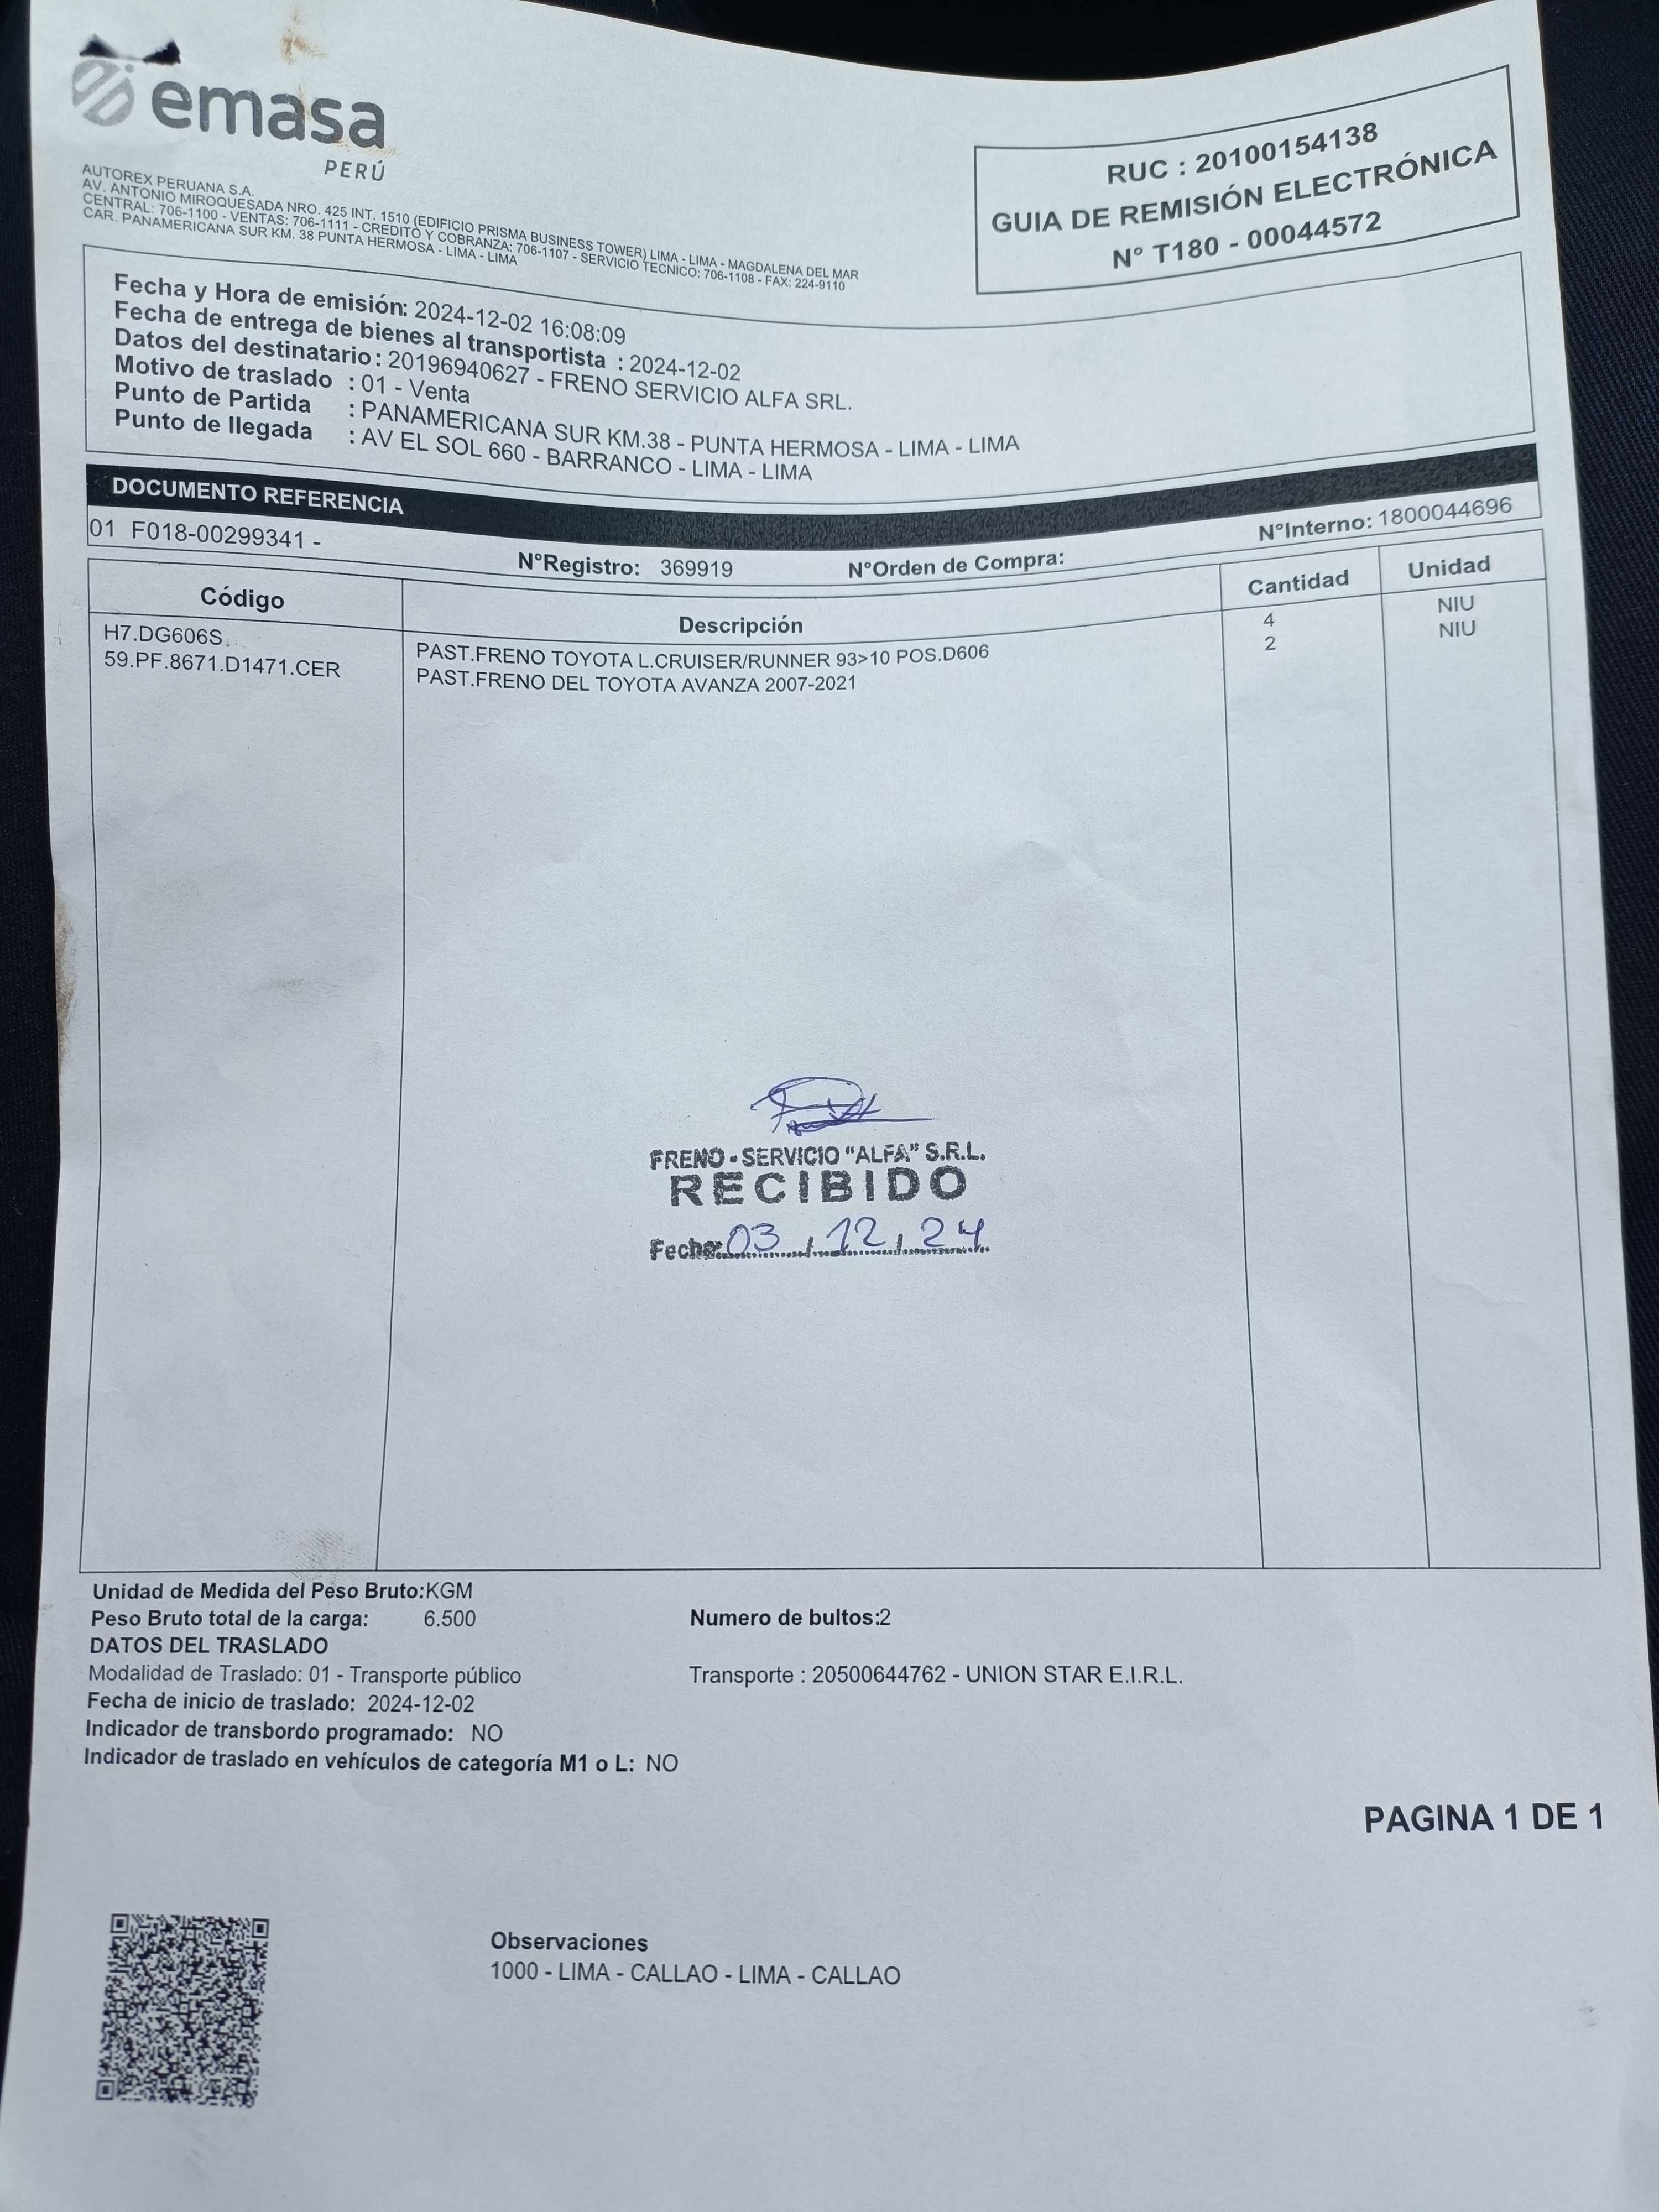 emasa
PERÚ
AUTOREX PERUANA S.A.
AV. ANTONIO MIROQUESADA NRO. 425 INT. 1510 (EDIFICIO PRISMA BUSINESS TOWER) LIMA - LIMA - MAGDALENA DEL MAR
CENTRAL: 706-1100 - VENTAS: 706-1111 - CREDITO Y COBRANZA: 706-1107 - SERVICIO TECNICO: 706-1108 - FAX: 224-9110
CAR. PANAMERICANA SUR KM. 38 PUNTA HERMOSA - LIMA - LIMA
RUC : 20100154138
GUIA DE REMISIÓN ELECTRÓNICA
N° T180 - 00044572
Fecha y Hora de emisión: 2024-12-02 16:08:09
Fecha de entrega de bienes al transportista : 2024-12-02
Datos del destinatario : 20196940627 - FRENO SERVICIO ALFA SRL.
Motivo de traslado : 01 - Venta
Punto de Partida : PANAMERICANA SUR KM.38 - PUNTA HERMOSA - LIMA - LIMA
Punto de llegada : AV EL SOL 660 - BARRANCO - LIMA - LIMA
DOCUMENTO REFERENCIA
01 F018-00299341 - N°Registro: 369919 N°Orden de Compra: N°Interno: 1800044696
Código Descripción Cantidad Unidad
H7.DG606S PAST.FRENO TOYOTA L.CRUISER/RUNNER 93>10 POS.D606 4 NIU
59.PF.8671.D1471.CER PAST.FRENO DEL TOYOTA AVANZA 2007-2021 2 NIU
FRENO - SERVICIO "ALFA" S.R.L.
RECIBIDO
Fecha: 03 / 12 / 24
Unidad de Medida del Peso Bruto:KGM
Peso Bruto total de la carga: 6.500 Numero de bultos:2
DATOS DEL TRASLADO
Modalidad de Traslado: 01 - Transporte público Transporte : 20500644762 - UNION STAR E.I.R.L.
Fecha de inicio de traslado: 2024-12-02
Indicador de transbordo programado: NO
Indicador de traslado en vehículos de categoría M1 o L: NO
PAGINA 1 DE 1
Observaciones
1000 - LIMA - CALLAO - LIMA - CALLAO